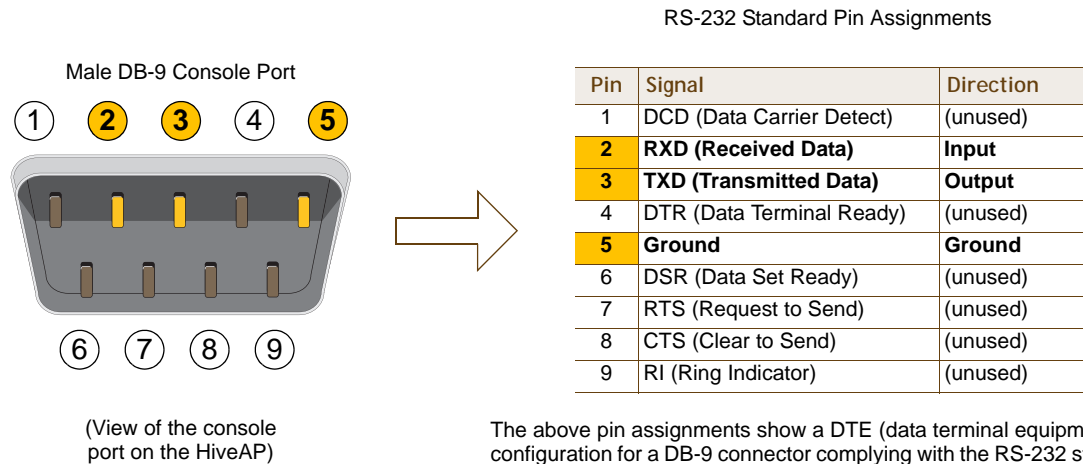 RS-232 Standard Pin Assignments
Male DB-9 Console Port
1 2 3 4 5
6 7 8 9
(View of the console
port on the HiveAP)
Pin Signal Direction
1 DCD (Data Carrier Detect) (unused)
2 RXD (Received Data) Input
3 TXD (Transmitted Data) Output
4 DTR (Data Terminal Ready) (unused)
5 Ground Ground
6 DSR (Data Set Ready) (unused)
7 RTS (Request to Send) (unused)
8 CTS (Clear to Send) (unused)
9 RI (Ring Indicator) (unused)
The above pin assignments show a DTE (data terminal equipm
configuration for a DB-9 connector complying with the RS-232 s